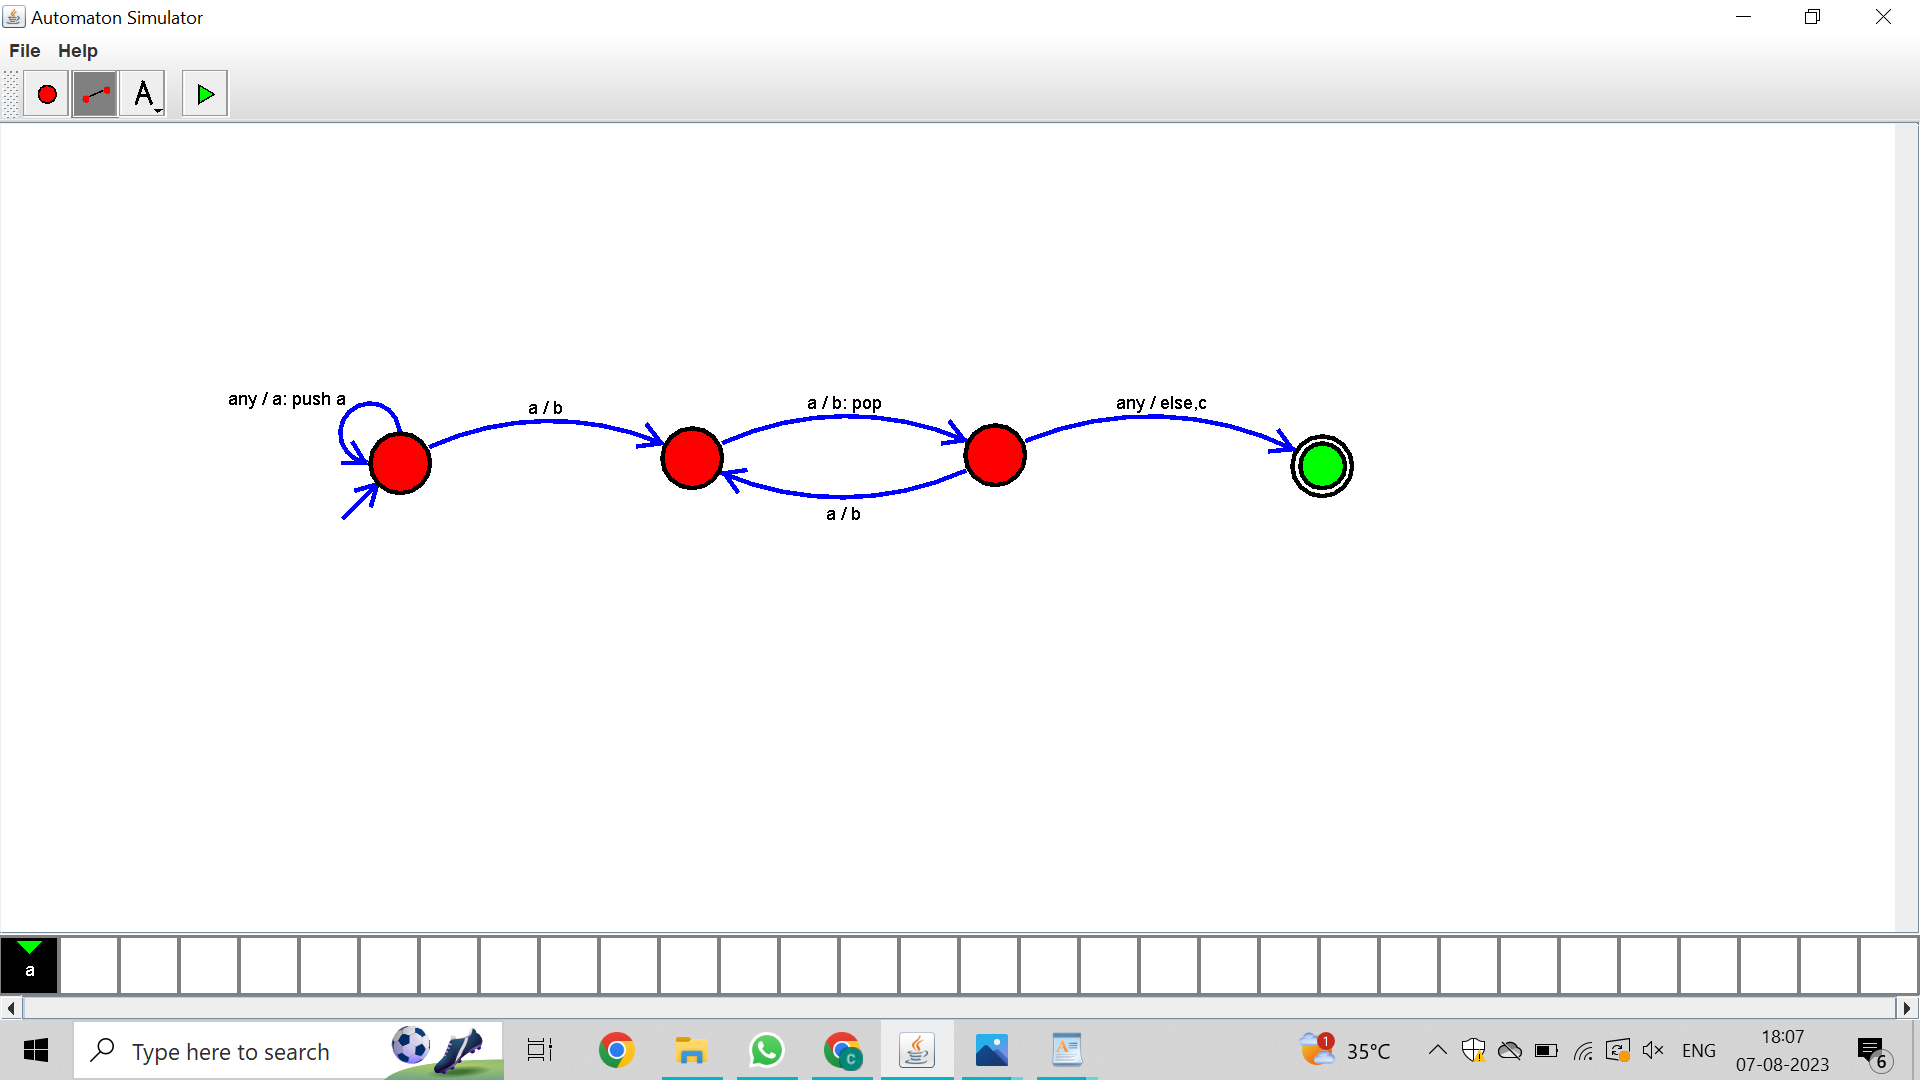 Automaton Simulator
File Help
A
any / a: push a
a / b
a / b: pop
any / else,c
a / b
a
Type here to search
C
1
35°C
ENG
18:07
07-08-2023
6